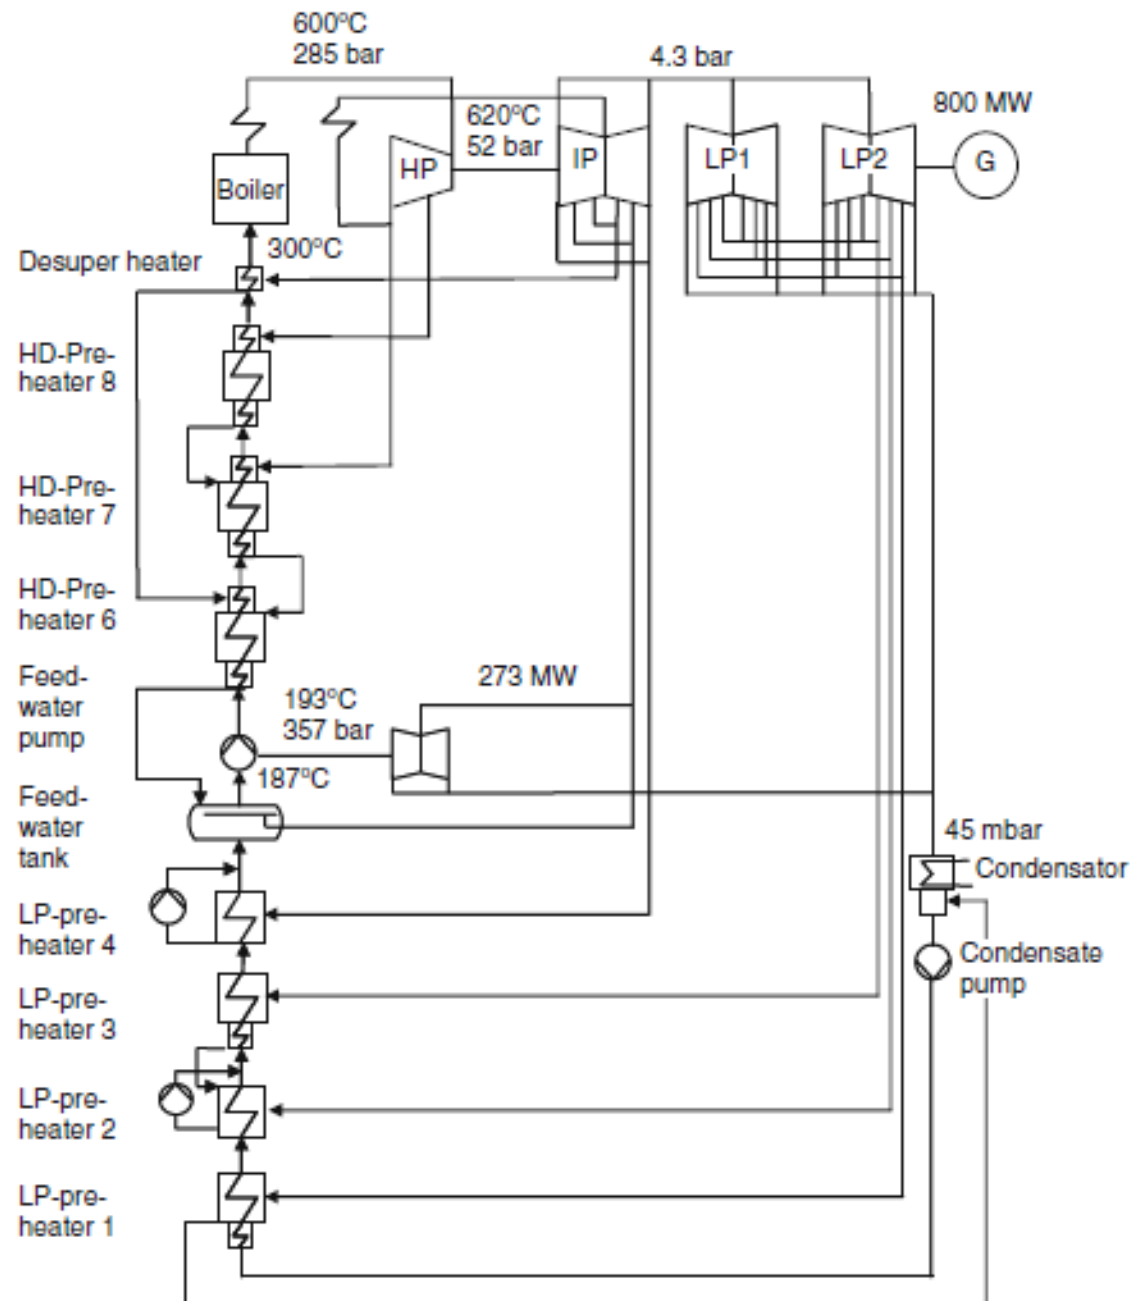 600°C
285 bar
4.3 bar
800 MW
620°C
52 bar
HP
IP
LP1
LP2
G
Boiler
300°C
Desuper heater
HD-Pre-
heater 8
HD-Pre-
heater 7
HD-Pre-
heater 6
Feed-
water
pump
193°C
357 bar
273 MW
187°C
Feed-
water
tank
45 mbar
Condensator
LP-pre-
heater 4
Condensate
pump
LP-pre-
heater 3
LP-pre-
heater 2
LP-pre-
heater 1